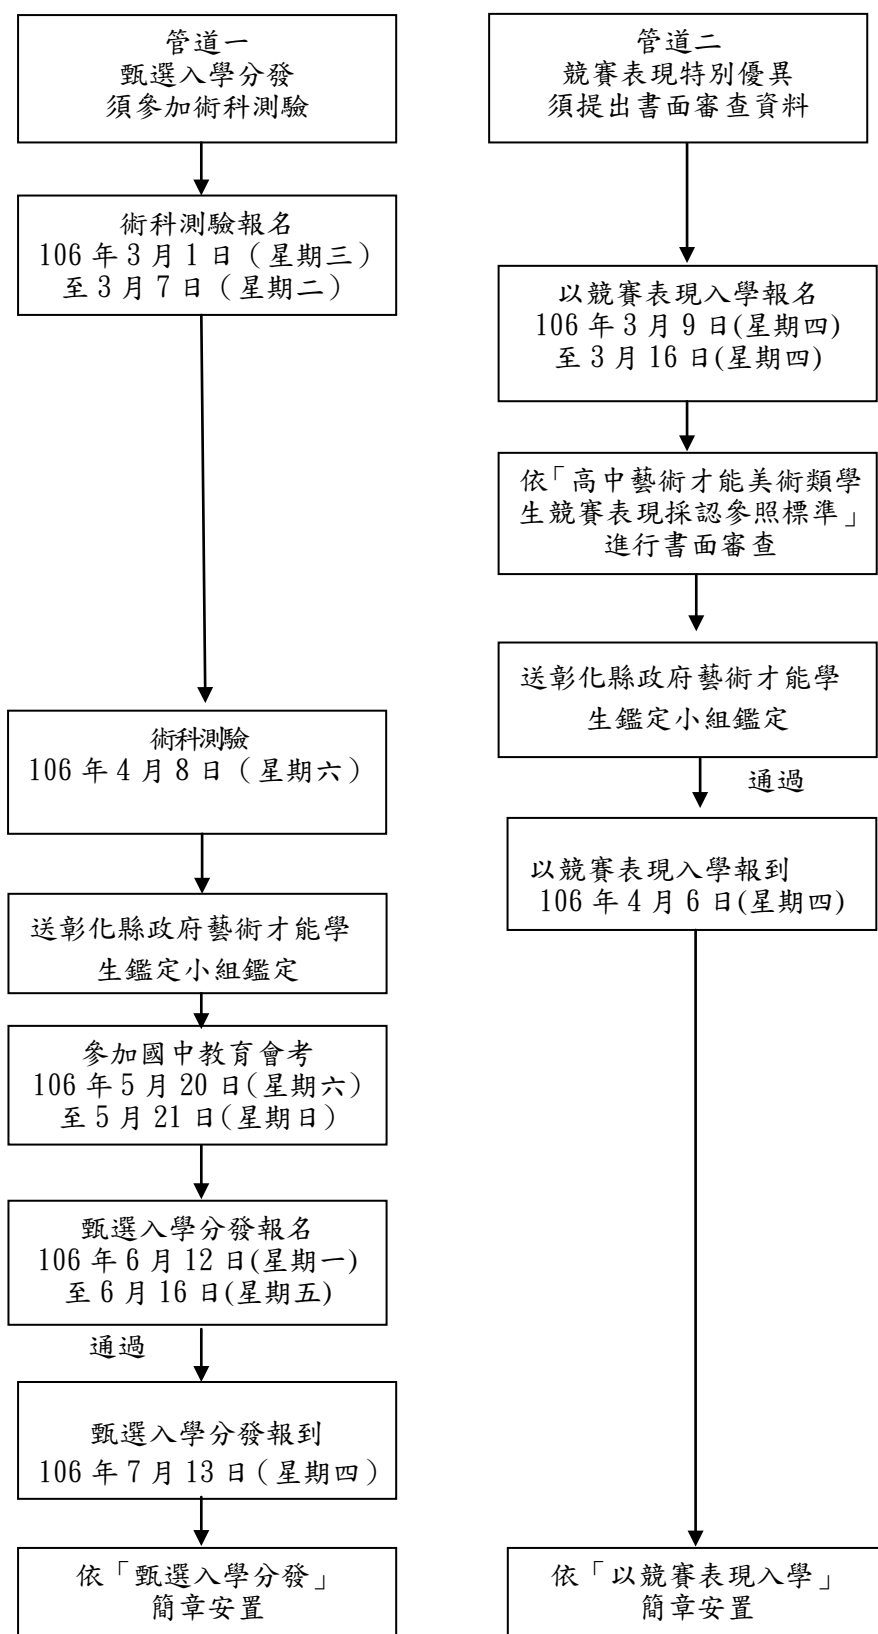 管道一
甄選入學分發
須參加術科測驗
術科測驗報名
106 年 3 月 1 日（星期三）
至 3 月 7 日（星期二）
術科測驗
106 年 4 月 8 日（星期六）
送彰化縣政府藝術才能學
生鑑定小組鑑定
參加國中教育會考
106 年 5 月 20 日(星期六)
至 5 月 21 日(星期日)
甄選入學分發報名
106 年 6 月 12 日(星期一)
至 6 月 16 日(星期五)
通過
甄選入學分發報到
106 年 7 月 13 日（星期四）
依「甄選入學分發」
簡章安置
管道二
競賽表現特別優異
須提出書面審查資料
以競賽表現入學報名
106 年 3 月 9 日(星期四)
至 3 月 16 日(星期四)
依「高中藝術才能美術類學
生競賽表現採認參照標準」
進行書面審查
送彰化縣政府藝術才能學
生鑑定小組鑑定
通過
以競賽表現入學報到
106 年 4 月 6 日(星期四)
依「以競賽表現入學」
簡章安置